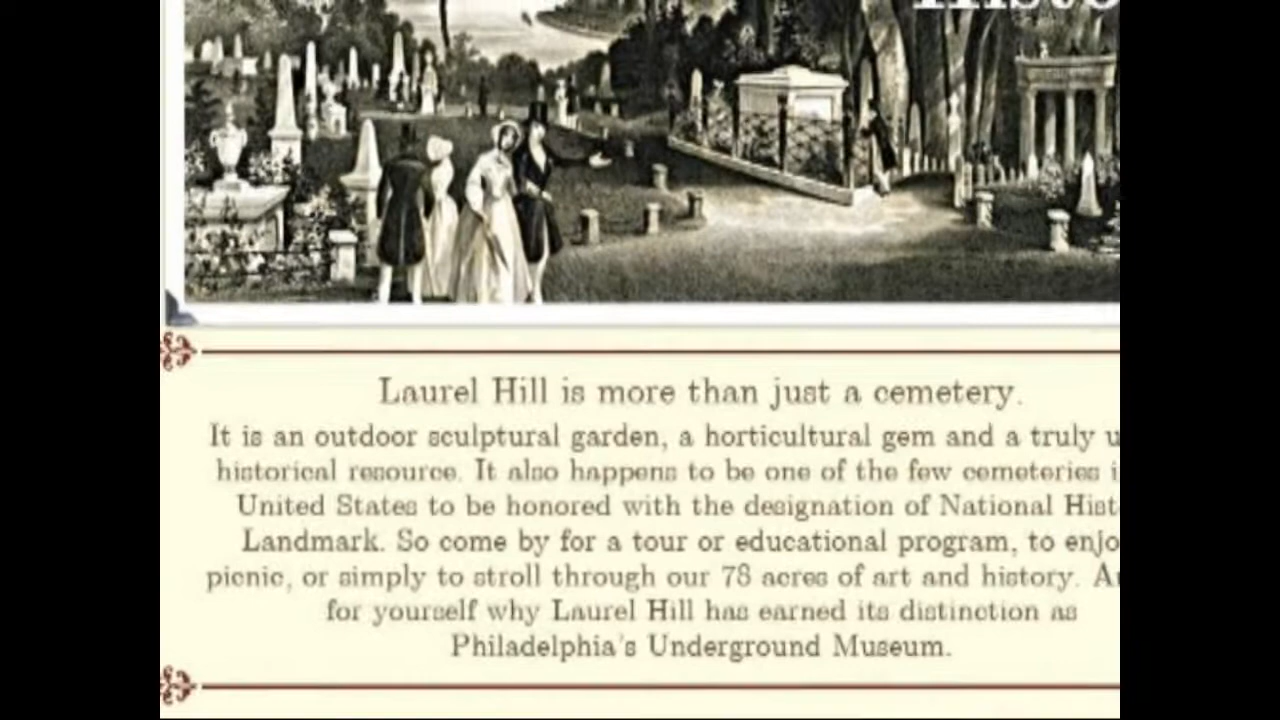 Histo
Laurel Hill is more than just a cemetery.
It is an outdoor sculptural garden, a horticultural gem and a truly u
historical resource. It also happens to be one of the few cemeteries i
United States to be honored with the designation of National Hist
Landmark. So come by for a tour or educational program, to enjo
picnic, or simply to stroll through our 78 acres of art and history. A
for yourself why Laurel Hill has earned its distinction as
Philadelphia's Underground Museum.